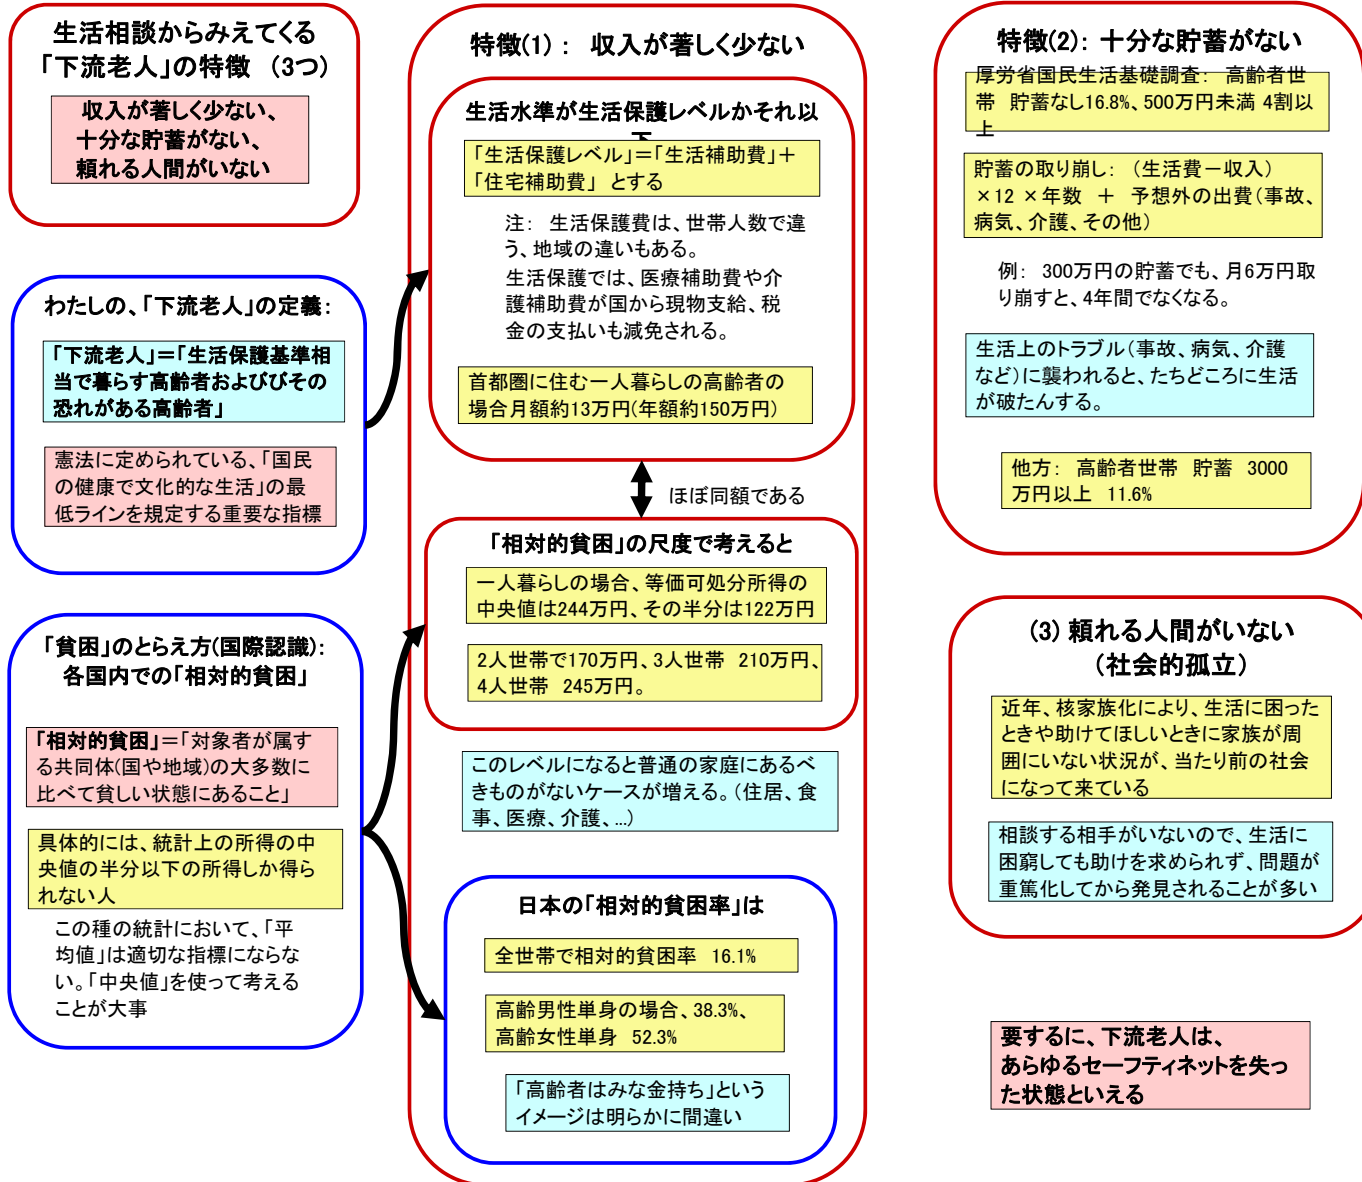 生活相談からみえてくる
「下流老人」の特徴 (3つ)
収入が著しく少ない、
十分な貯蓄がない、
頼れる人間がいない
わたしの、「下流老人」の定義:
「下流老人」=「生活保護基準相
当で暮らす高齢者およびびその
恐れがある高齢者」
憲法に定められている、「国民
の健康で文化的な生活」の最
低ラインを規定する重要な指標
「貧困」のとらえ方(国際認識):
各国内での「相対的貧困」
「相対的貧困」=「対象者が属す
る共同体(国や地域)の大多数に
比べて貧しい状態にあること」
具体的には、統計上の所得の中
央値の半分以下の所得しか得ら
れない人
この種の統計において、「平
均値」は適切な指標にならな
い。「中央値」を使って考える
ことが大事
特徴(1): 収入が著しく少ない
生活水準が生活保護レベルかそれ以
下
「生活保護レベル」=「生活補助費」+
「住宅補助費」 とする
注: 生活保護費は、世帯人数で違
う、地域の違いもある。
生活保護では、医療補助費や介
護補助費が国から現物支給、税
金の支払いも減免される。
首都圏に住む一人暮らしの高齢者の
場合月額約13万円(年額約150万円)
ほぼ同額である
「相対的貧困」の尺度で考えると
一人暮らしの場合、等価可処分所得の
中央値は244万円、その半分は122万円
2人世帯で170万円、3人世帯 210万円、
4人世帯 245万円。
このレベルになると普通の家庭にあるべ
きものがないケースが増える。(住居、食
事、医療、介護、…)
日本の「相対的貧困率」は
全世帯で相対的貧困率 16.1%
高齢男性単身の場合、38.3%、
高齢女性単身 52.3%
「高齢者はみな金持ち」という
イメージは明らかに間違い
特徴(2): 十分な貯蓄がない
厚労省国民生活基礎調査: 高齢者世
帯 貯蓄なし16.8%、500万円未満 4割以
上
貯蓄の取り崩し: (生活費-収入)
×12 ×年数 + 予想外の出費(事故、
病気、介護、その他)
例: 300万円の貯蓄でも、月6万円取
り崩すと、4年間でなくなる。
生活上のトラブル(事故、病気、介護
など)に襲われると、たちどころに生活
が破たんする。
他方: 高齢者世帯 貯蓄 3000
万円以上 11.6%
(3) 頼れる人間がいない
(社会的孤立)
近年、核家族化により、生活に困った
ときや助けてほしいときに家族が周
囲にいない状況が、当たり前の社会
になって来ている
相談する相手がいないので、生活に
困窮しても助けを求められず、問題が
重篤化してから発見されることが多い
要するに、下流老人は、
あらゆるセーフティネットを失っ
た状態といえる